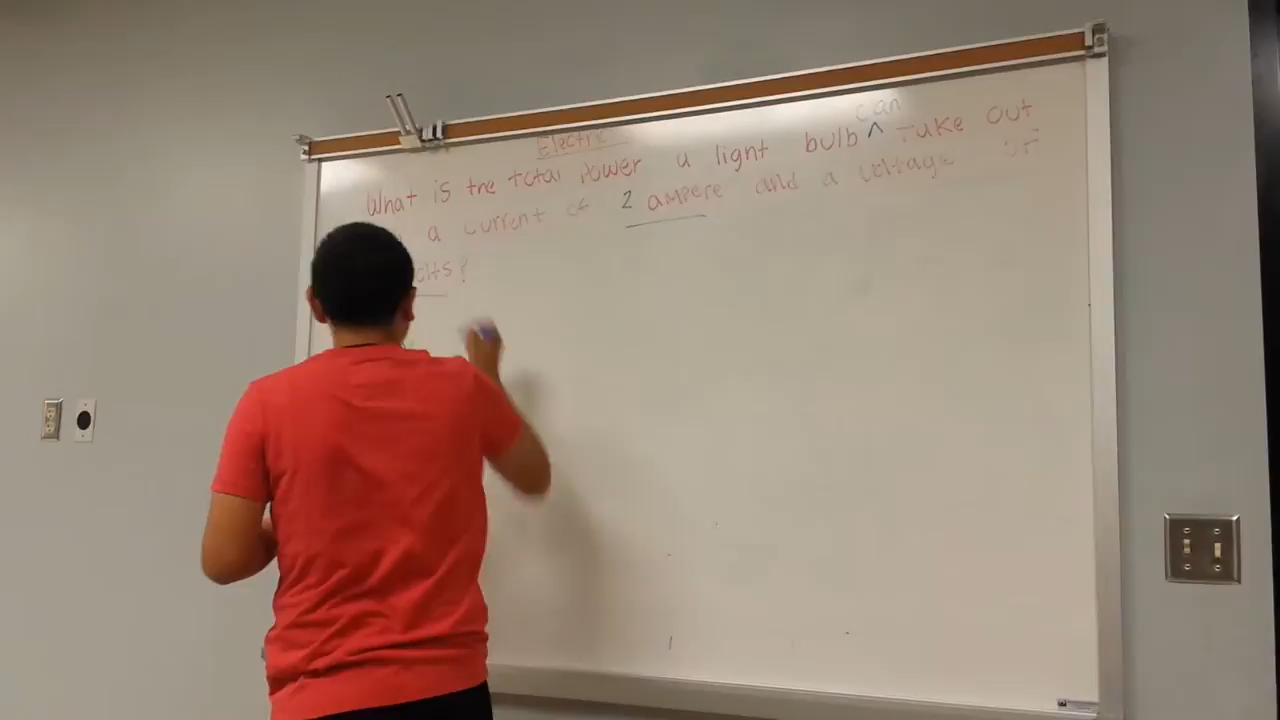 Electric
can
What is the total Power a light bulb ^ Take out
a current of 2 ampere and a voltage of
olts?